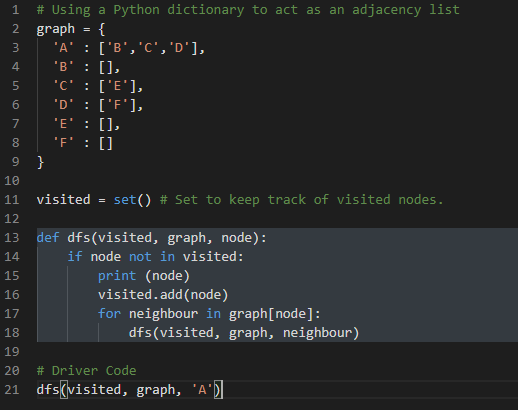 1 # Using a Python dictionary to act as an adjacency list
2 graph = {
3   'A' : ['B','C','D'],
4   'B' : [],
5   'C' : ['E'],
6   'D' : ['F'],
7   'E' : [],
8   'F' : []
9 }
10
11 visited = set() # Set to keep track of visited nodes.
12
13 def dfs(visited, graph, node):
14     if node not in visited:
15         print (node)
16         visited.add(node)
17         for neighbour in graph[node]:
18             dfs(visited, graph, neighbour)
19
20 # Driver Code
21 dfs(visited, graph, 'A')